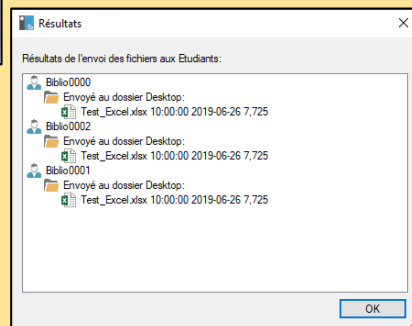 Résultats
Résultats de l'envoi des fichiers aux Etudiants:
Biblio0000
Envoyé au dossier Desktop:
Test_Excel.xlsx 10:00:00 2019-06-26 7,725
Biblio0002
Envoyé au dossier Desktop:
Test_Excel.xlsx 10:00:00 2019-06-26 7,725
Biblio0001
Envoyé au dossier Desktop:
Test_Excel.xlsx 10:00:00 2019-06-26 7,725
OK